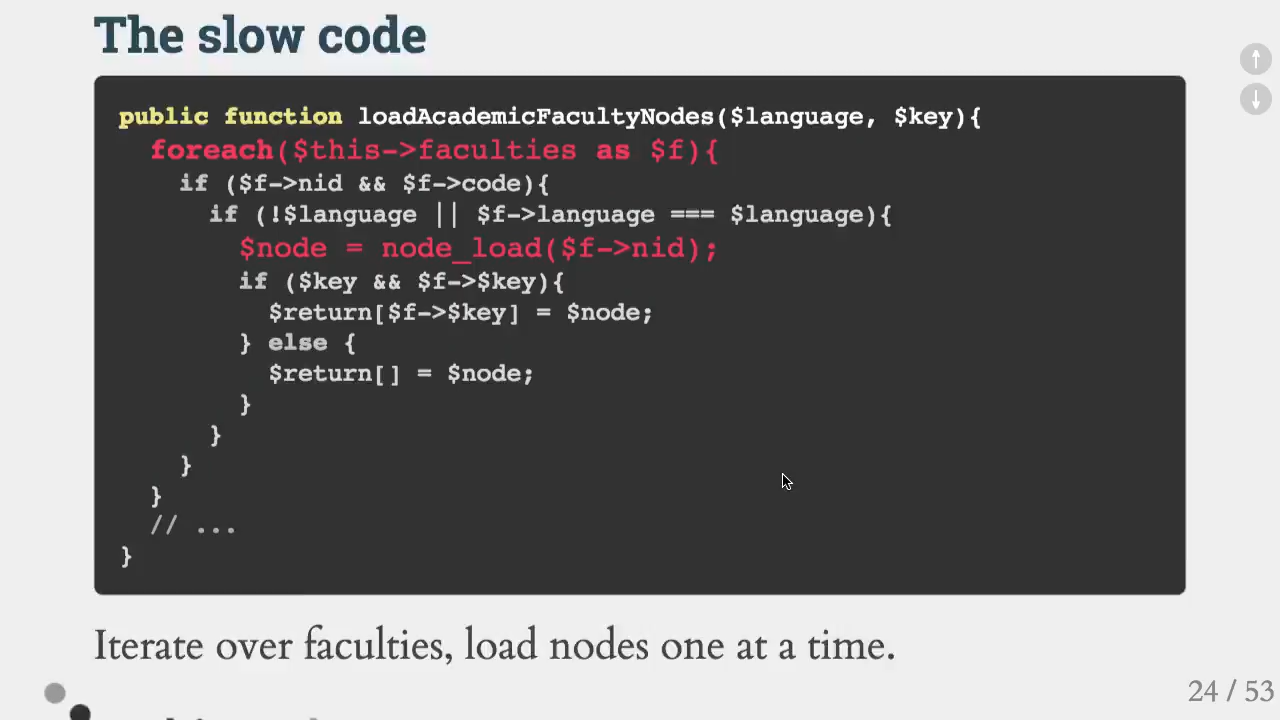 The slow code
public function loadAcademicFacultyNodes($language, $key){
foreach($this->faculties as $f){
if ($f->nid && $f->code){
if (!$language || $f->language === $language){
$node = node_load($f->nid);
if ($key && $f->$key){
$return[$f->$key] = $node;
} else {
$return[] = $node;
}
}
}
}
// ...
}
Iterate over faculties, load nodes one at a time.
24 / 53